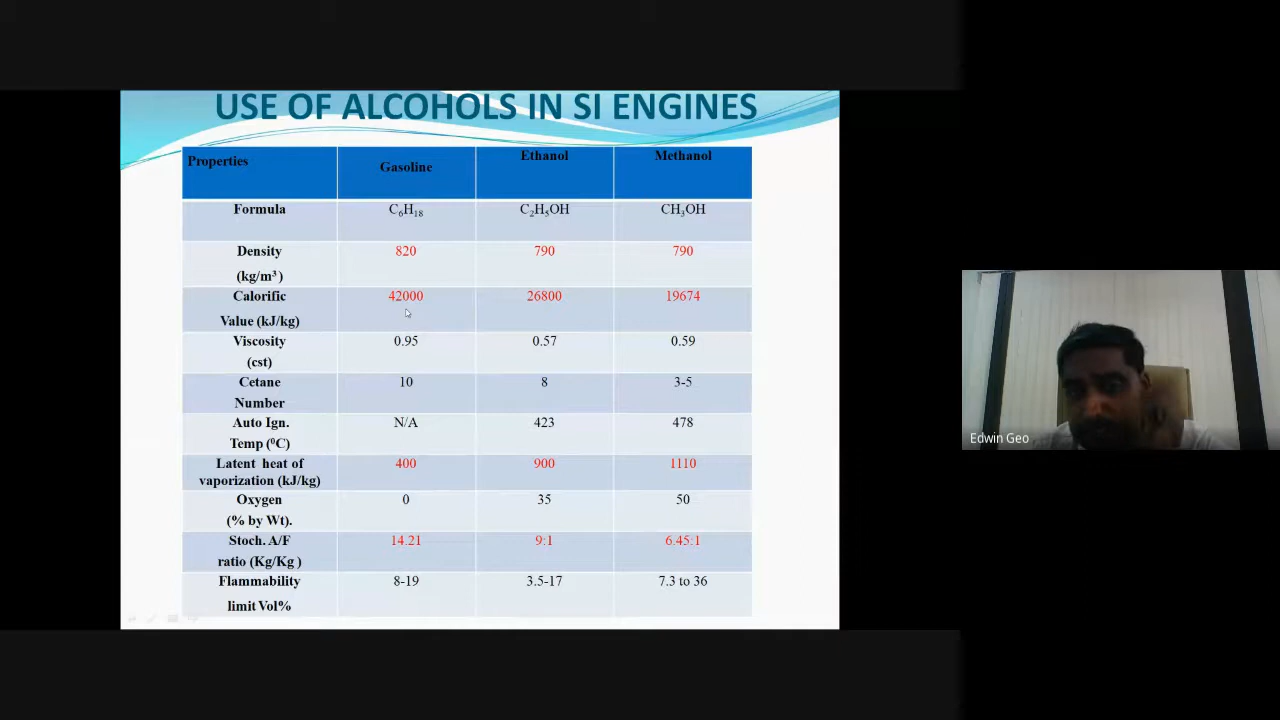 USE OF ALCOHOLS IN SI ENGINES
Properties Gasoline Ethanol Methanol
Formula C₆H₁₈ C₂H₅OH CH₃OH
Density 820 790 790
(kg/m³ )
Calorific 42000 26800 19674
Value (kJ/kg)
Viscosity 0.95 0.57 0.59
(cst)
Cetane 10 8 3-5
Number
Auto Ign. N/A 423 478
Temp (⁰C)
Latent heat of 400 900 1110
vaporization (kJ/kg)
Oxygen 0 35 50
(% by Wt).
Stoch. A/F 14.21 9:1 6.45:1
ratio (Kg/Kg )
Flammability 8-19 3.5-17 7.3 to 36
limit Vol%
Edwin Geo